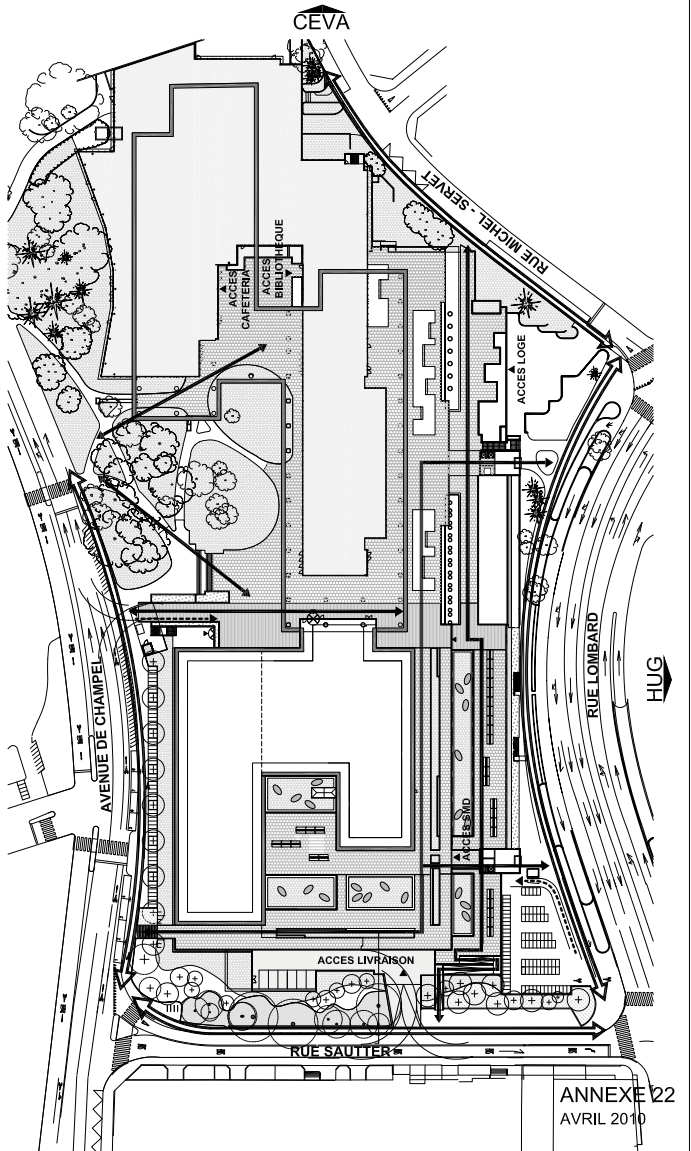 CEVA
RUE MICHEL - SERVET
ACCES
CAFETERIA
ACCES
BIBLIOTHEQUE
ACCES LOGE
AVENUE DE CHAMPEL
RUE LOMBARD
HUG
ACCES SMD
ACCES LIVRAISON
RUE SAUTTER
ANNEXE 22
AVRIL 2010